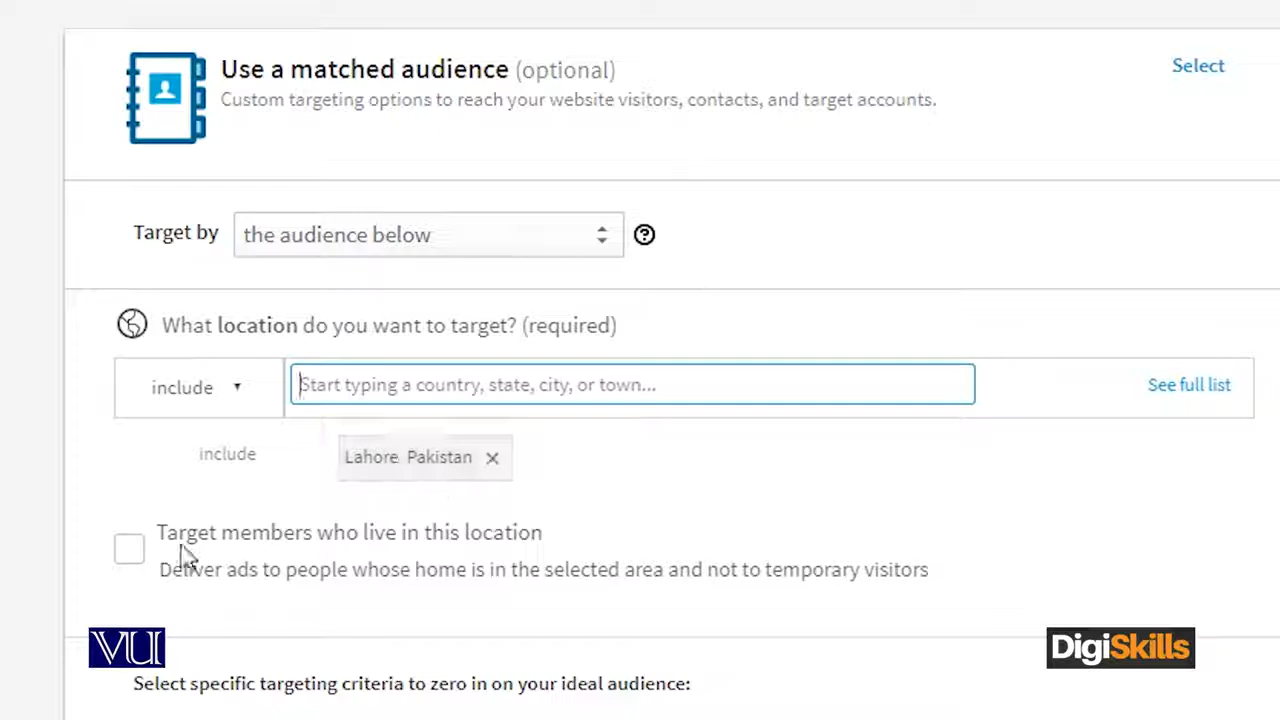 Use a matched audience (optional)
Select
Custom targeting options to reach your website visitors, contacts, and target accounts.
Target by
the audience below
?
What location do you want to target? (required)
include
Start typing a country, state, city, or town...
See full list
include
Lahore Pakistan
Target members who live in this location
Deliver ads to people whose home is in the selected area and not to temporary visitors
VU
DigiSkills
Select specific targeting criteria to zero in on your ideal audience: